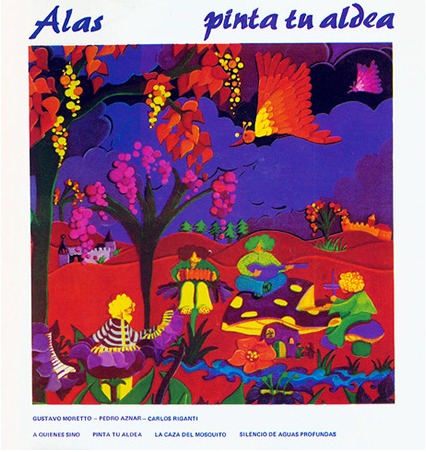 Alas pinta tu aldea
GUSTAVO MORETTO – PEDRO AZNAR – CARLOS RIGANTI
A QUIENES SINO PINTA TU ALDEA LA CAZA DEL MOSQUITO SILENCIO DE AGUAS PROFUNDAS